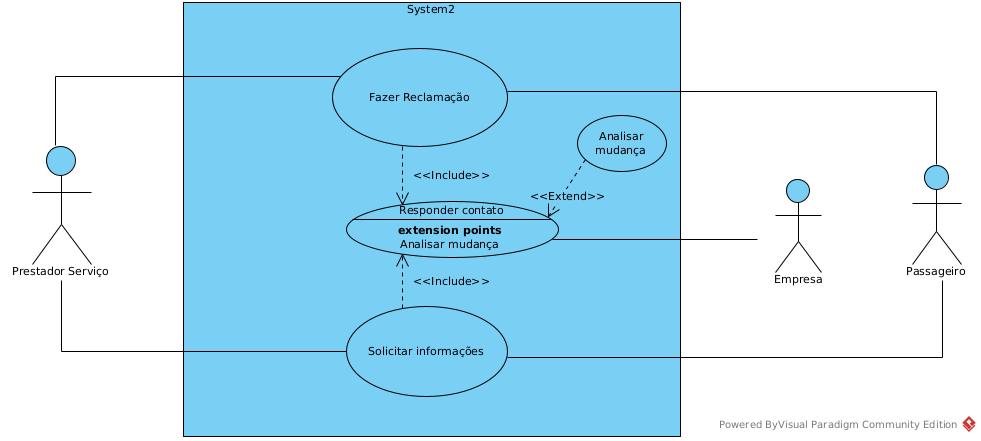 System2
Fazer Reclamação
Analisar
mudança
<<Include>>
<<Extend>>
Responder contato
extension points
Analisar mudança
Prestador Serviço
Empresa
Passageiro
<<Include>>
Solicitar informações
Powered ByVisual Paradigm Community Edition